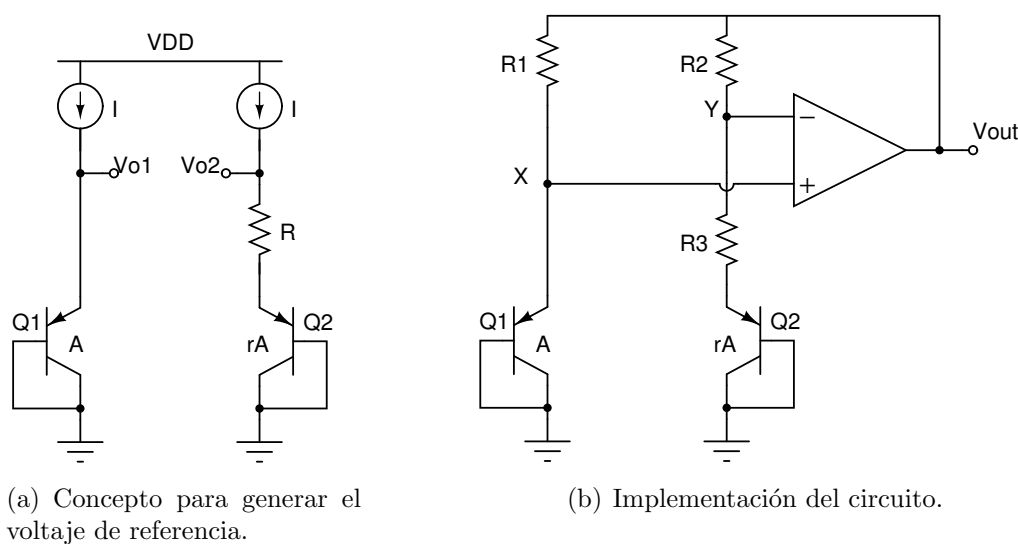 VDD
I
I
Vo1
Vo2
R
Q1
A
rA
Q2
(a) Concepto para generar el
voltaje de referencia.
R1
R2
Y
X
−
+
Vout
R3
Q1
A
rA
Q2
(b) Implementación del circuito.